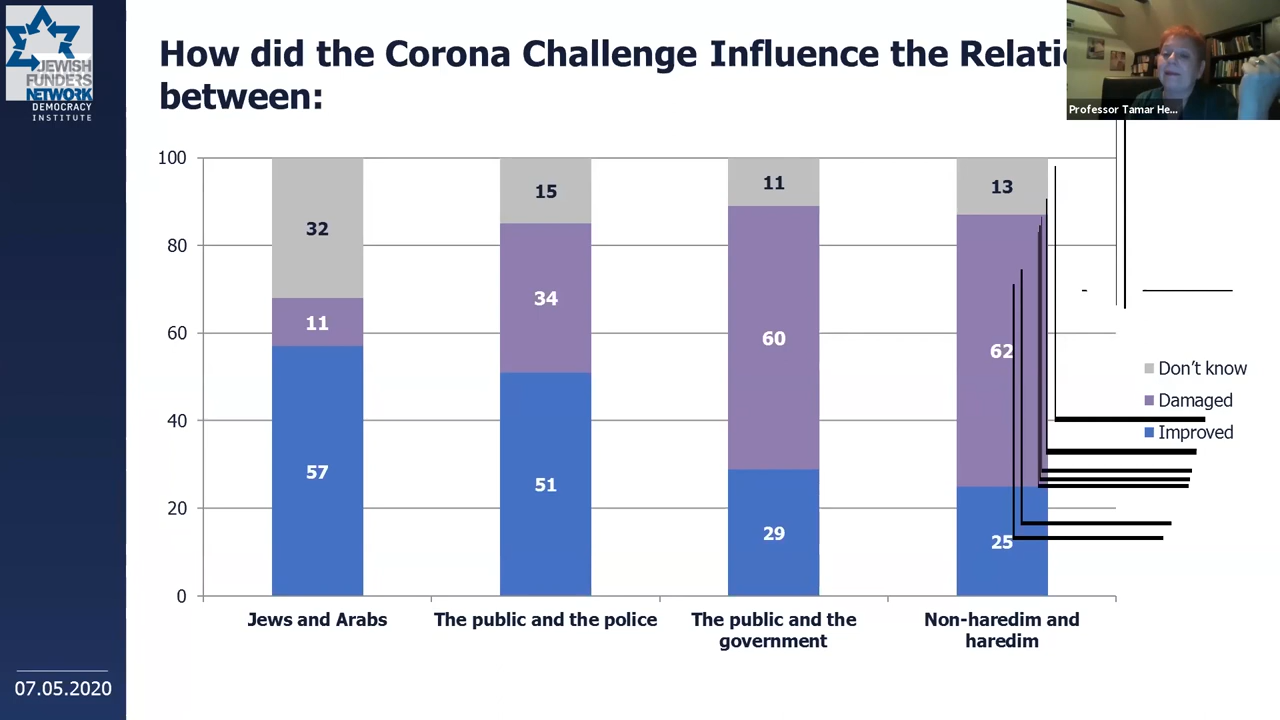 JEWISH
FUNDERS
NETWORK
DEMOCRACY
INSTITUTE
How did the Corona Challenge Influence the
between:
Professor Tamar He...
100
80
60
40
20
0
32
11
57
15
34
51
11
60
29
13
62
25
Jews and Arabs
The public and the police
The public and the
government
Non-haredim and
haredim
Don't know
Damaged
Improved
07.05.2020